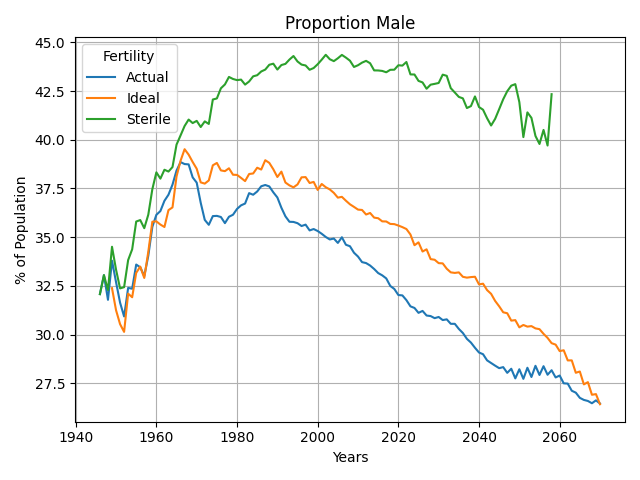 Proportion Male
% of Population
45.0
42.5
40.0
37.5
35.0
32.5
30.0
27.5
Fertility
Actual
Ideal
Sterile
1940
1960
1980
2000
2020
2040
2060
Years